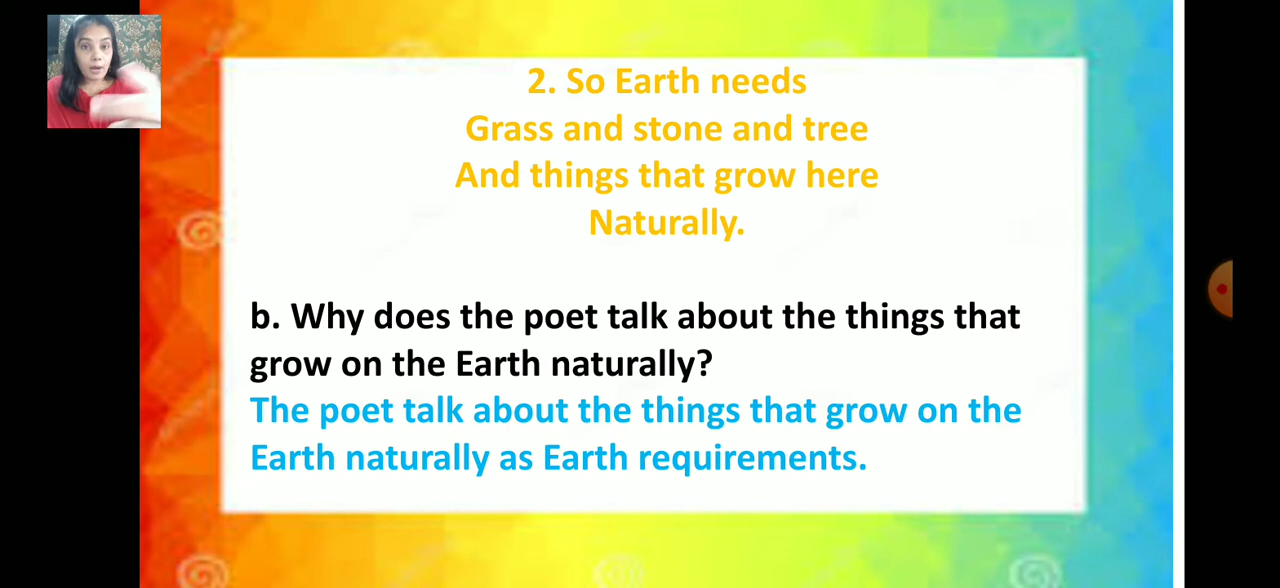 2. So Earth needs
Grass and stone and tree
And things that grow here
Naturally.
b. Why does the poet talk about the things that
grow on the Earth naturally?
The poet talk about the things that grow on the
Earth naturally as Earth requirements.